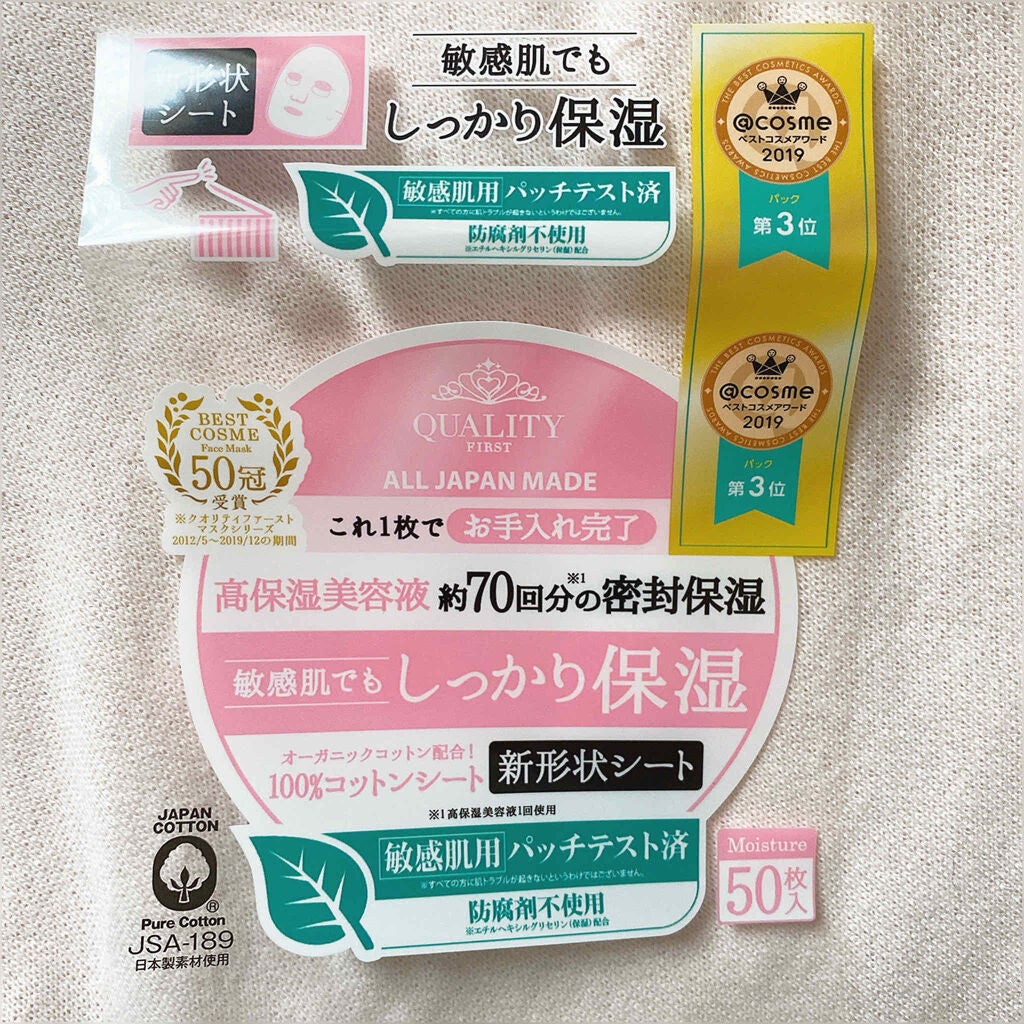 形状
シート
敏感肌でも
しっかり保湿
敏感肌用 パッチテスト済
※すべての方に肌トラブルが起きないというわけではございません。
防腐剤不使用
※エチルヘキシルグリセリン(保湿)配合
THE BEST COSMETICS AWARDS
@cosme
ベストコスメアワード
2019
THE BEST COSMETICS AWARDS
パック
第3位
THE BEST COSMETICS AWARDS
@cosme
ベストコスメアワード
2019
THE BEST COSMETICS AWARDS
パック
第3位
BEST
COSME
Face Mask
50冠
受賞
※クオリティファースト
マスクシリーズ
2012/5～2019/12の期間
QUALITY
FIRST
ALL JAPAN MADE
これ1枚で お手入れ完了
高保湿美容液 約70回分の※1密封保湿
敏感肌でも しっかり保湿
オーガニックコットン配合!
100%コットンシート 新形状シート
※1高保湿美容液1回使用
敏感肌用 パッチテスト済
※すべての方に肌トラブルが起きないというわけではございません。
防腐剤不使用
※エチルヘキシルグリセリン(保湿)配合
JAPAN
COTTON
®
Pure Cotton
JSA-189
日本製素材使用
Moisture
50枚入